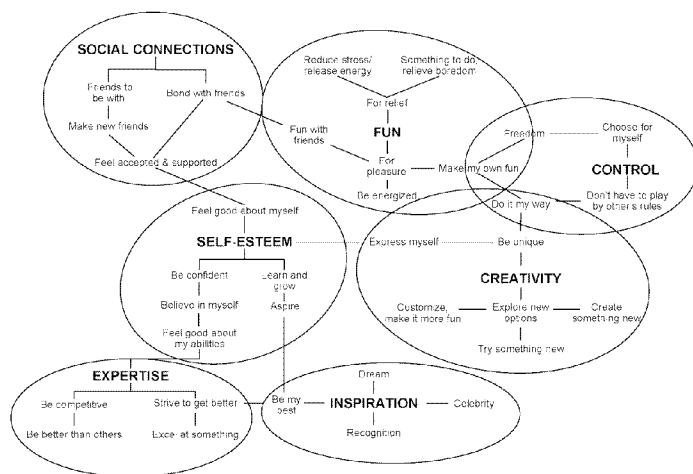 SOCIAL CONNECTIONS
Friends to
be with
Bond with friends
Make new friends
Feel accepted & supported
Reduce stress/
release energy
Something to do,
relieve boredom
For relief
FUN
Fun with
friends
For
pleasure
Make my own fun
Be energized
Freedom
Choose for
myself
CONTROL
Do it my way
Don't have to play
by other's rules
Feel good about myself
SELF-ESTEEM
Express myself
Be unique
Be confident
Learn and
grow
Believe in myself
Aspire
Feel good about
my abilities
CREATIVITY
Customize,
make it more fun
Explore new
options
Create
something new
Try something new
EXPERTISE
Be competitive
Strive to get better
Be better than others
Excel at something
Be my
best
Dream
INSPIRATION
Celebrity
Recognition